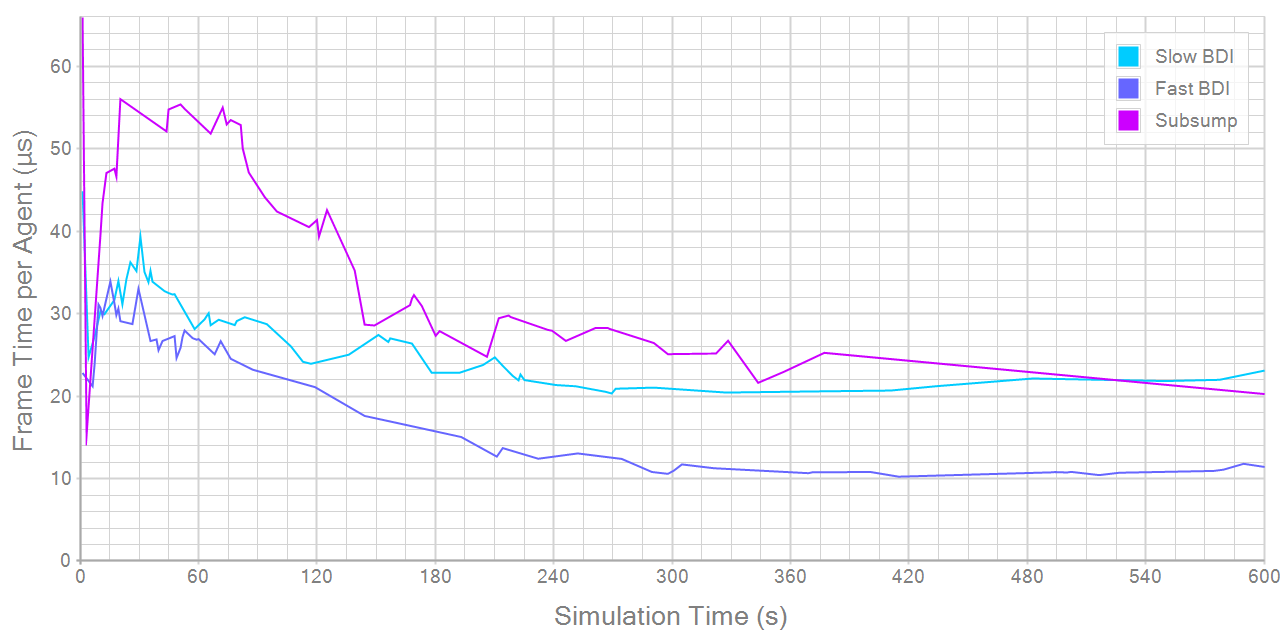 Frame Time per Agent (µs)
60
50
40
30
20
10
0
Slow BDI
Fast BDI
Subsump
0 60 120 180 240 300 360 420 480 540 600
Simulation Time (s)